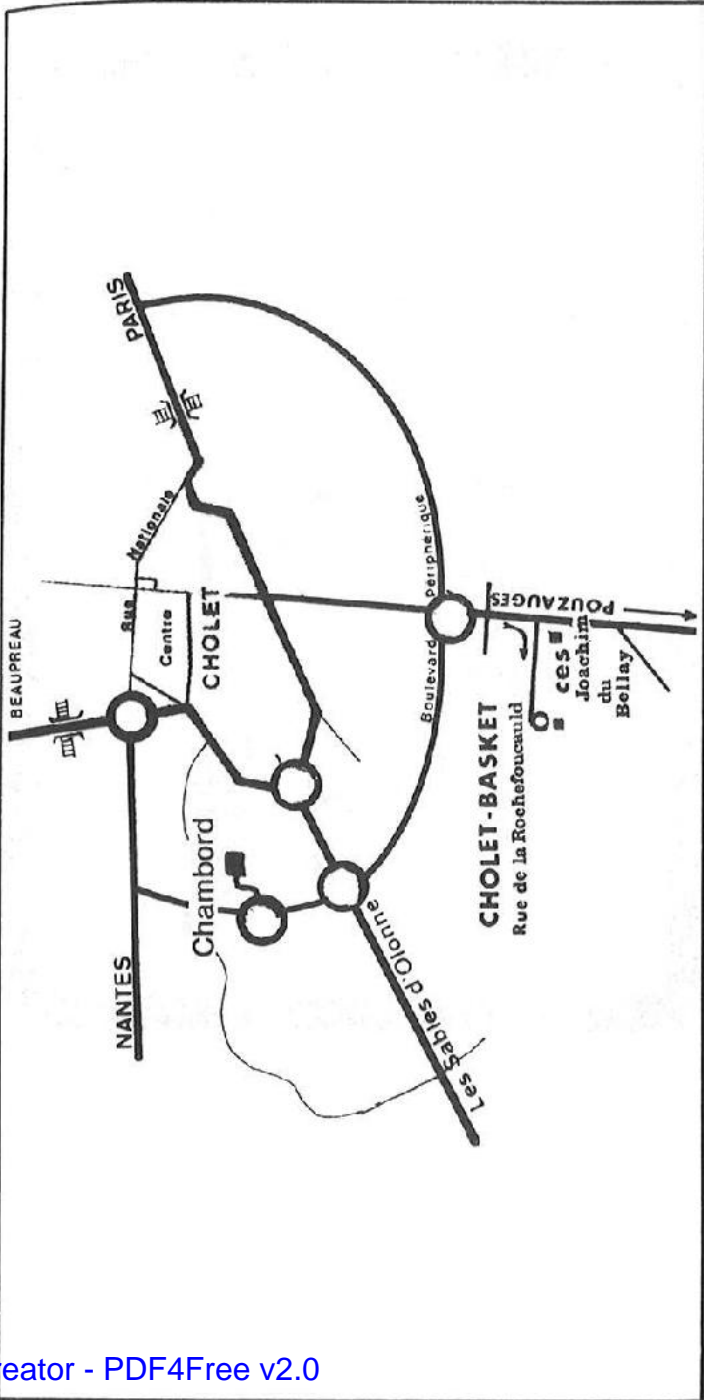 BEAUPREAU
PARIS
Rue Nationale
Centre
CHOLET
NANTES
Chambord
Les Sables d'Olonne
Boulevard Périphérique
POUZAUGES
CHOLET-BASKET
Rue de la Rochefoucauld
ces
Joachim
du
Bellay
reator - PDF4Free v2.0